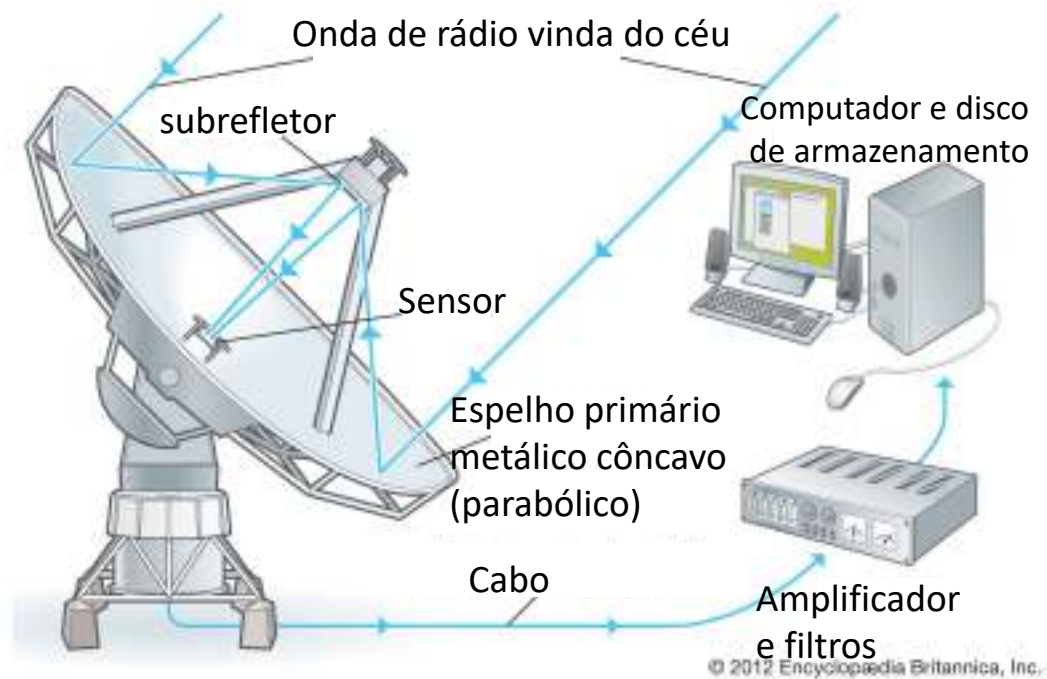 Onda de rádio vinda do céu
subrefletor
Computador e disco
de armazenamento
Sensor
Espelho primário
metálico côncavo
(parabólico)
Cabo
Amplificador
e filtros
© 2012 Encyclopædia Britannica, Inc.